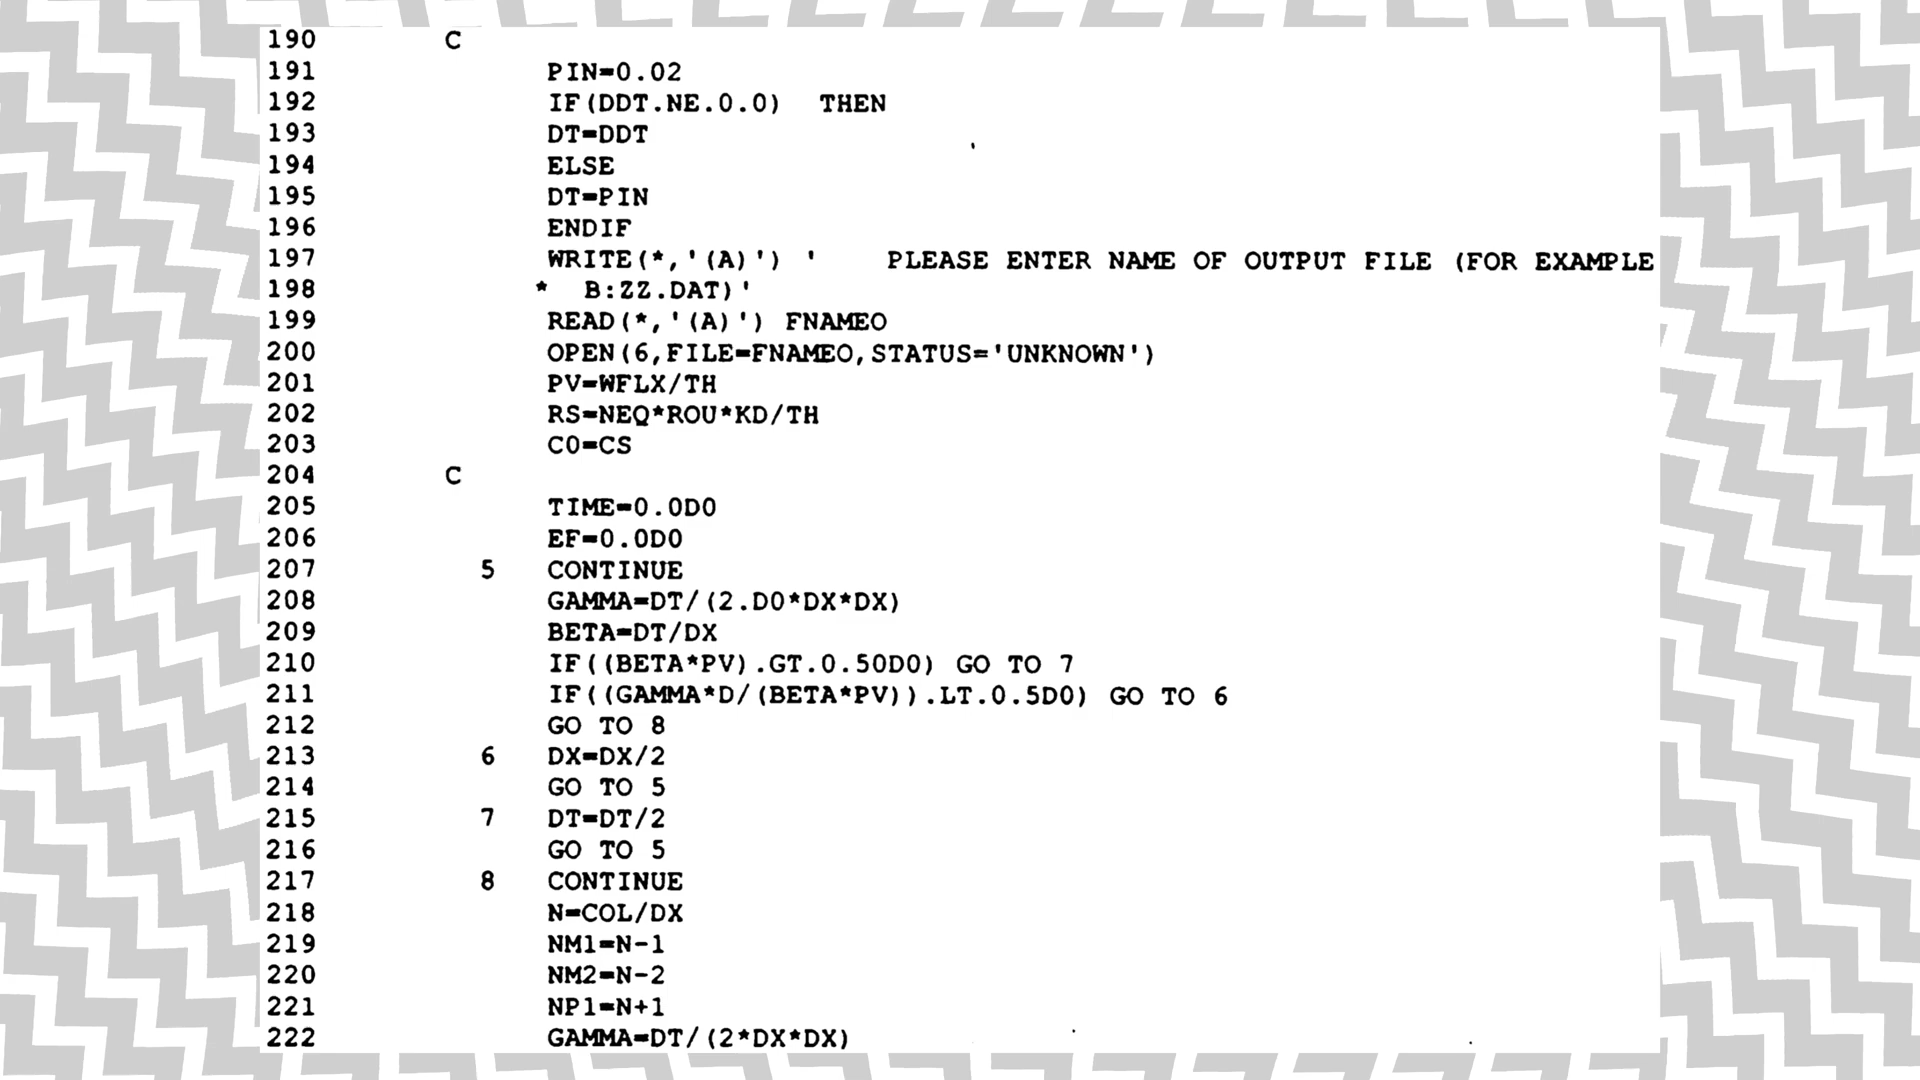 190 C
191 PIN=0.02
192 IF(DDT.NE.0.0) THEN
193 DT=DDT
194 ELSE
195 DT=PIN
196 ENDIF
197 WRITE(*,'(A)') ' PLEASE ENTER NAME OF OUTPUT FILE (FOR EXAMPLE
198 * B:ZZ.DAT)'
199 READ(*,'(A)') FNAMEO
200 OPEN(6,FILE=FNAMEO,STATUS='UNKNOWN')
201 PV=WFLX/TH
202 RS=NEQ*ROU*KD/TH
203 C0=CS
204 C
205 TIME=0.0D0
206 EF=0.0D0
207 5 CONTINUE
208 GAMMA=DT/(2.D0*DX*DX)
209 BETA=DT/DX
210 IF((BETA*PV).GT.0.50D0) GO TO 7
211 IF((GAMMA*D/(BETA*PV)).LT.0.5D0) GO TO 6
212 GO TO 8
213 6 DX=DX/2
214 GO TO 5
215 7 DT=DT/2
216 GO TO 5
217 8 CONTINUE
218 N=COL/DX
219 NM1=N-1
220 NM2=N-2
221 NP1=N+1
222 GAMMA=DT/(2*DX*DX)